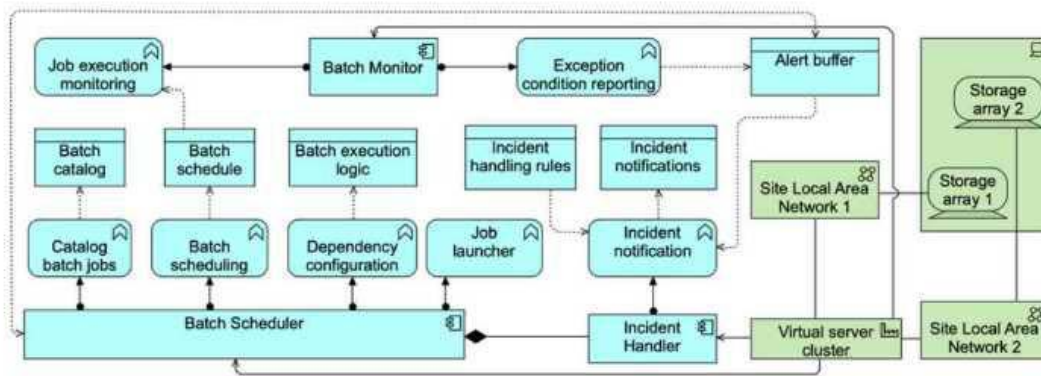 Job execution
monitoring
Batch Monitor
Exception
condition reporting
Alert buffer
Storage
array 2
Batch
catalog
Batch
schedule
Batch execution
logic
Incident
handling rules
Incident
notifications
Site Local Area
Network 1
Storage
array 1
Catalog
batch jobs
Batch
scheduling
Dependency
configuration
Job
launcher
Incident
notification
Batch Scheduler
Incident
Handler
Virtual server
cluster
Site Local Area
Network 2